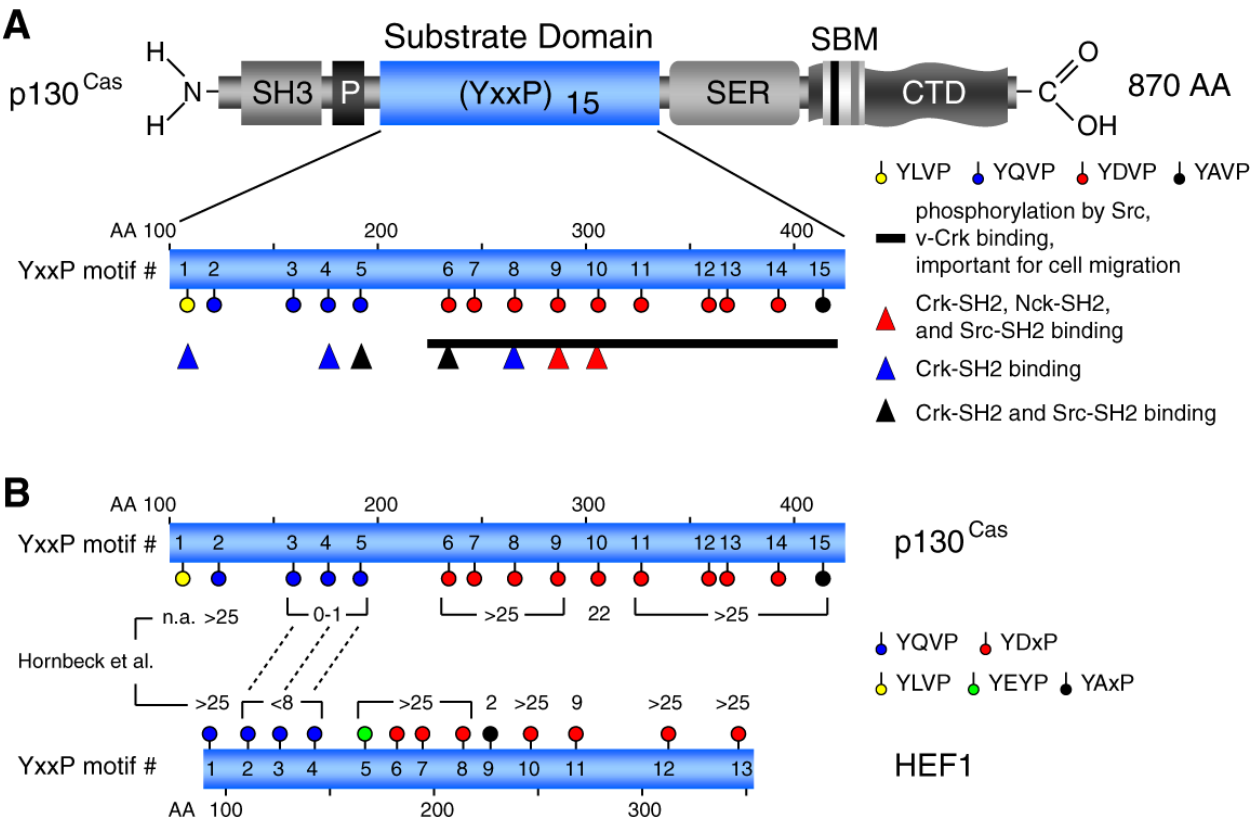 A
Substrate Domain
SBM
p130Cas
H
N
H
SH3
P
(YxxP) 15
SER
CTD
O
C
OH
870 AA
YLVP YQVP YDVP YAVP
AA 100 200 300 400
YxxP motif # 1 2 3 4 5 6 7 8 9 10 11 12 13 14 15
phosphorylation by Src,
v-Crk binding,
important for cell migration
Crk-SH2, Nck-SH2,
and Src-SH2 binding
Crk-SH2 binding
Crk-SH2 and Src-SH2 binding
B
AA 100 200 300 400
YxxP motif # 1 2 3 4 5 6 7 8 9 10 11 12 13 14 15
p130Cas
n.a. >25 0-1 >25 22 >25
Hornbeck et al.
YQVP YDxP
YLVP YEYP YAxP
>25 <8 >25 2 >25 9 >25 >25
YxxP motif # 1 2 3 4 5 6 7 8 9 10 11 12 13
HEF1
AA 100 200 300